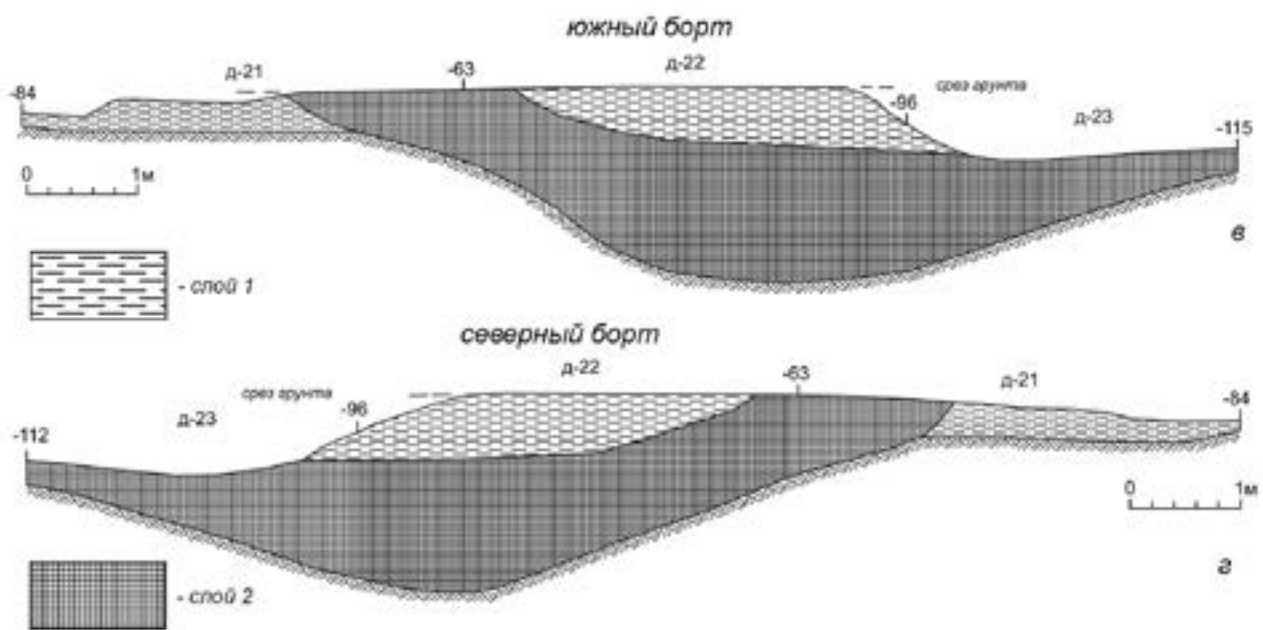 южный борт
д-21 -63 д-22
-84 срез грунта
-96 д-23 -115
0 1м
в
- слой 1
северный борт
д-22 -63 д-21
срез грунта -96 -84
д-23
-112
0 1м
г
- слой 2